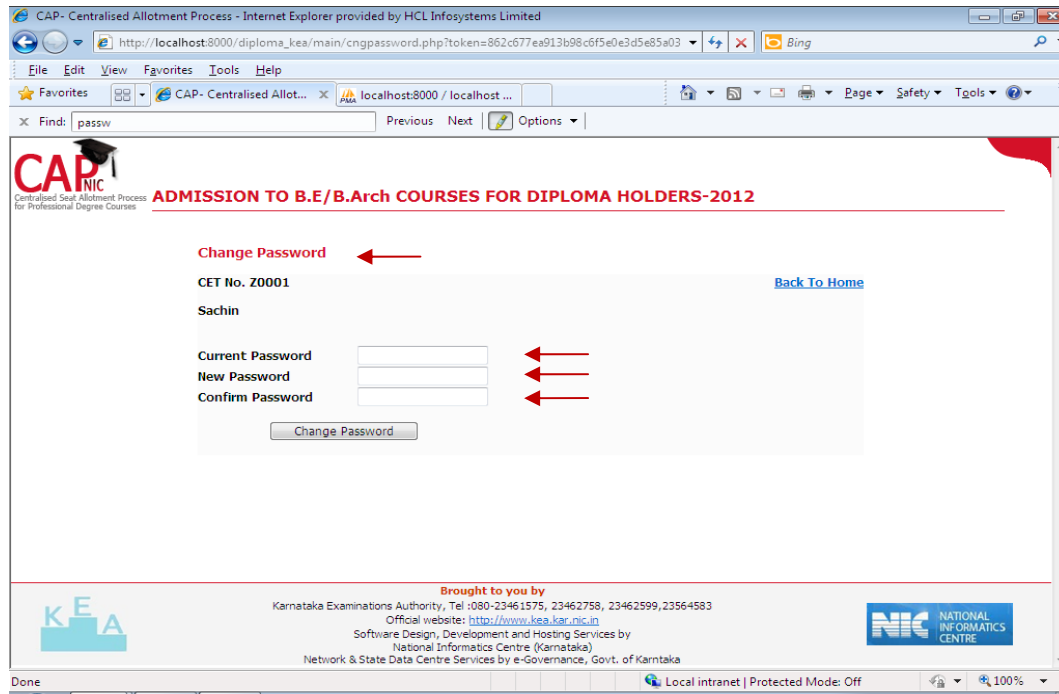 CAP- Centralised Allotment Process - Internet Explorer provided by HCL Infosystems Limited
http://localhost:8000/diploma_kea/main/cngpassword.php?token=862c677ea913b98c6f5e0e3d5e85a03
Bing
File Edit View Favorites Tools Help
Favorites CAP- Centralised Allot... X PMA localhost:8000 / localhost ... Page Safety Tools
X Find: passw Previous Next Options
CAP
NIC
Centralised Seat Allotment Process
for Professional Degree Courses
ADMISSION TO B.E/B.Arch COURSES FOR DIPLOMA HOLDERS-2012
Change Password
CET No. Z0001 Back To Home
Sachin
Current Password
New Password
Confirm Password
Change Password
KEA
Brought to you by
Karnataka Examinations Authority, Tel :080-23461575, 23462758, 23462599,23564583
Official website: http://www.kea.kar.nic.in
Software Design, Development and Hosting Services by
National Informatics Centre (Karnataka)
Network & State Data Centre Services by e-Governance, Govt. of Karntaka
NIC NATIONAL
INFORMATICS
CENTRE
Done Local intranet | Protected Mode: Off 100%